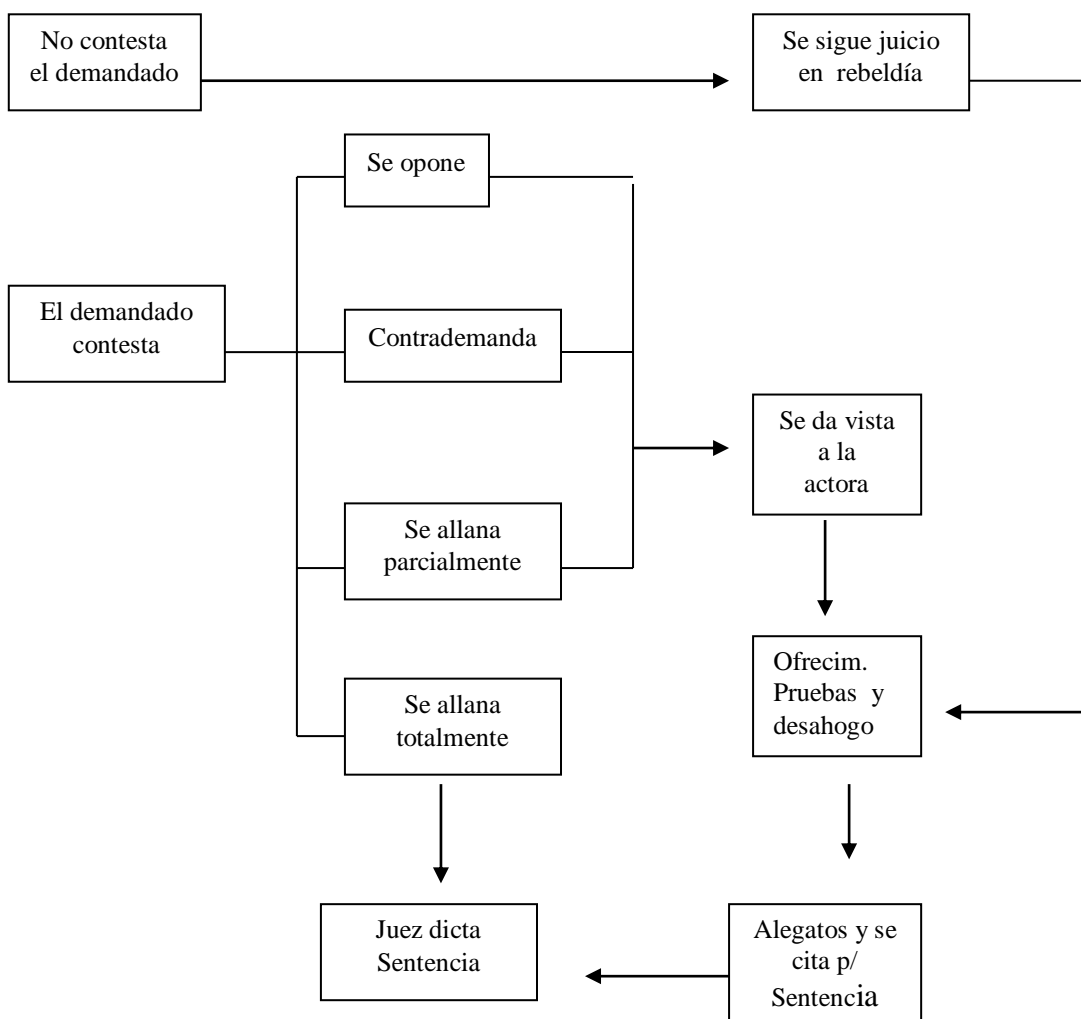 No contesta
el demandado
Se sigue juicio
en rebeldía
Se opone
El demandado
contesta
Contrademanda
Se da vista
a la
actora
Se allana
parcialmente
Ofrecim.
Pruebas y
desahogo
Se allana
totalmente
Juez dicta
Sentencia
Alegatos y se
cita p/
Sentencia